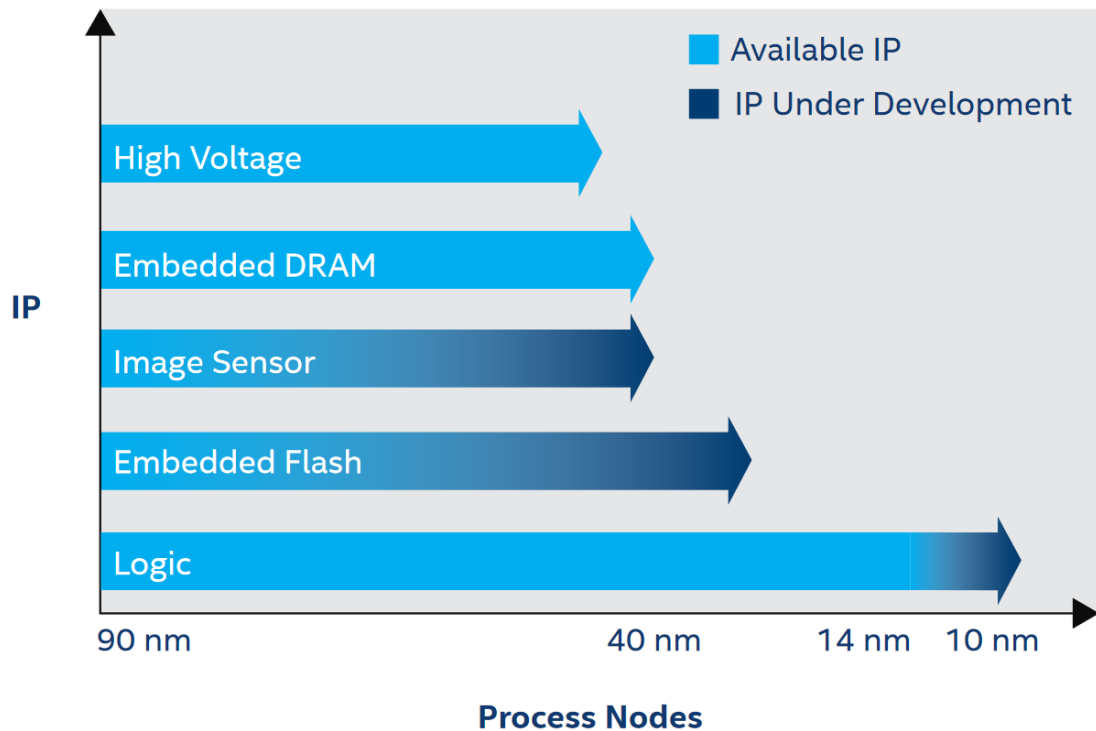 Available IP
IP Under Development
High Voltage
Embedded DRAM
IP
Image Sensor
Embedded Flash
Logic
90 nm
40 nm
14 nm
10 nm
Process Nodes